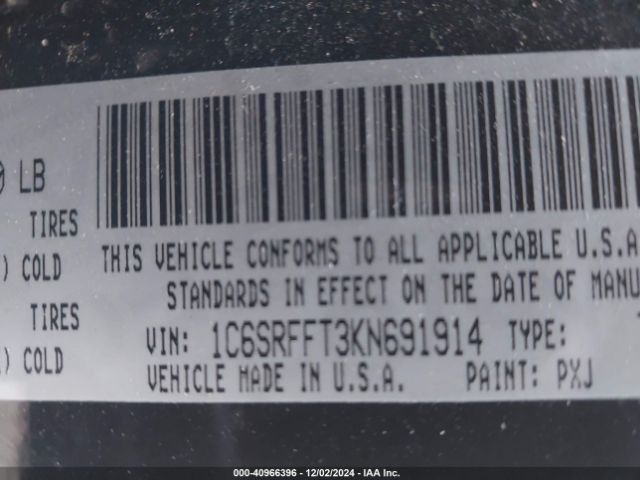 LB
TIRES
) COLD
TIRES
) COLD
THIS VEHICLE CONFORMS TO ALL APPLICABLE U.S.A
STANDARDS IN EFFECT ON THE DATE OF MANU
VIN: 1C6SRFFT3KN691914 TYPE:
VEHICLE MADE IN U.S.A. PAINT: PXJ
000-40966396 - 12/02/2024 - IAA Inc.